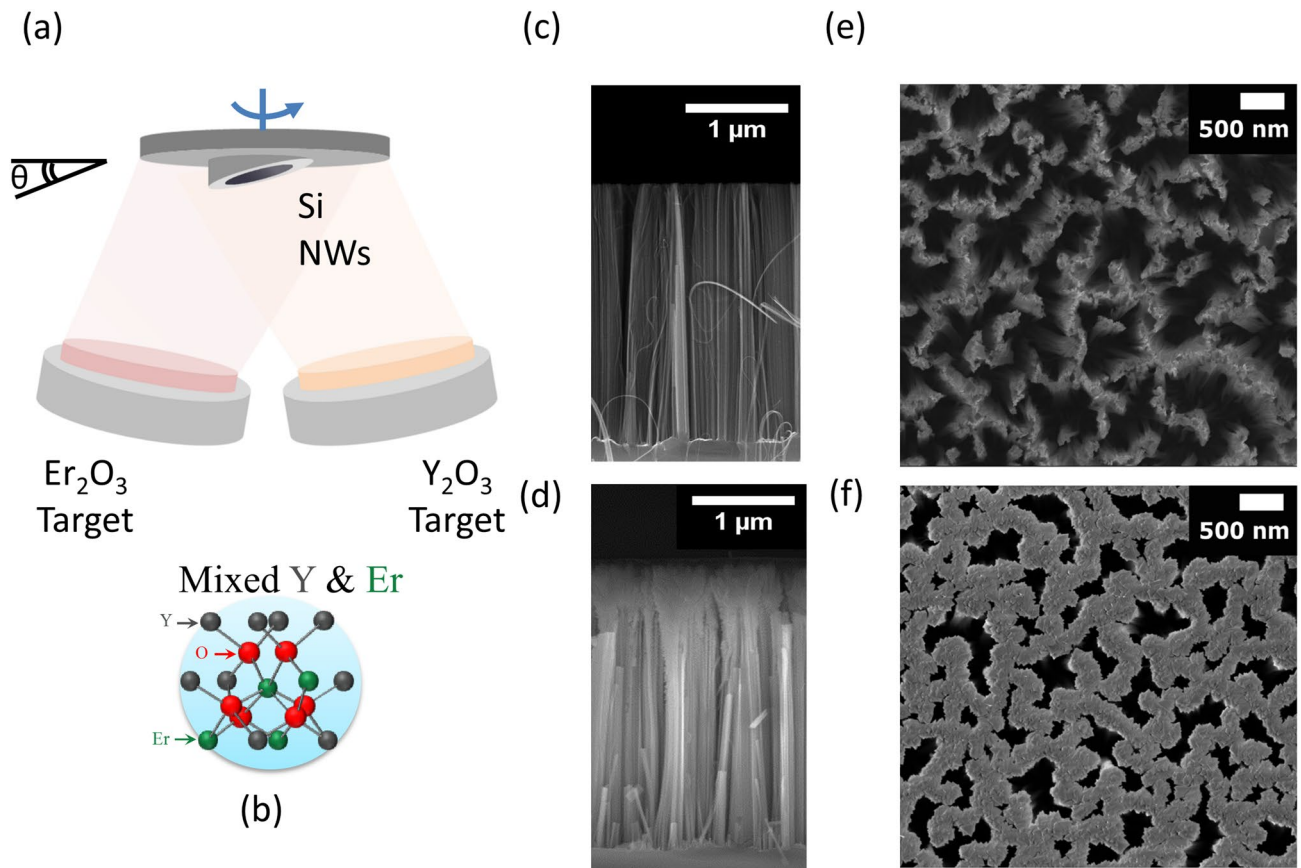 (a)
θ
Si
NWs
Er₂O₃
Target
Y₂O₃
Target
Mixed Y & Er
Y
O
Er
(b)
(c)
1 µm
(d)
1 µm
(e)
500 nm
(f)
500 nm